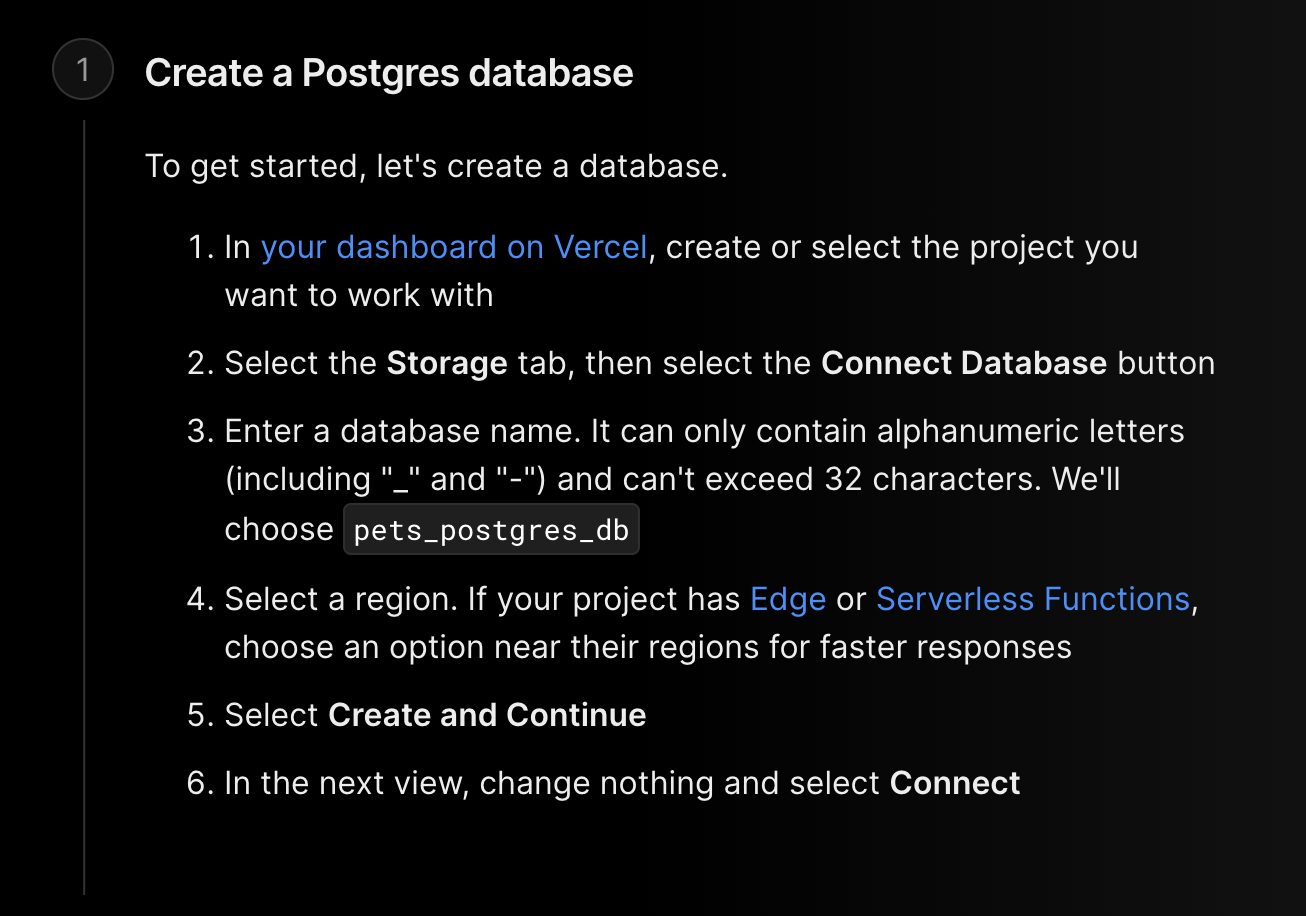 1
Create a Postgres database
To get started, let's create a database.
1. In your dashboard on Vercel, create or select the project you
want to work with
2. Select the Storage tab, then select the Connect Database button
3. Enter a database name. It can only contain alphanumeric letters
(including "_" and "-") and can't exceed 32 characters. We'll
choose pets_postgres_db
4. Select a region. If your project has Edge or Serverless Functions,
choose an option near their regions for faster responses
5. Select Create and Continue
6. In the next view, change nothing and select Connect